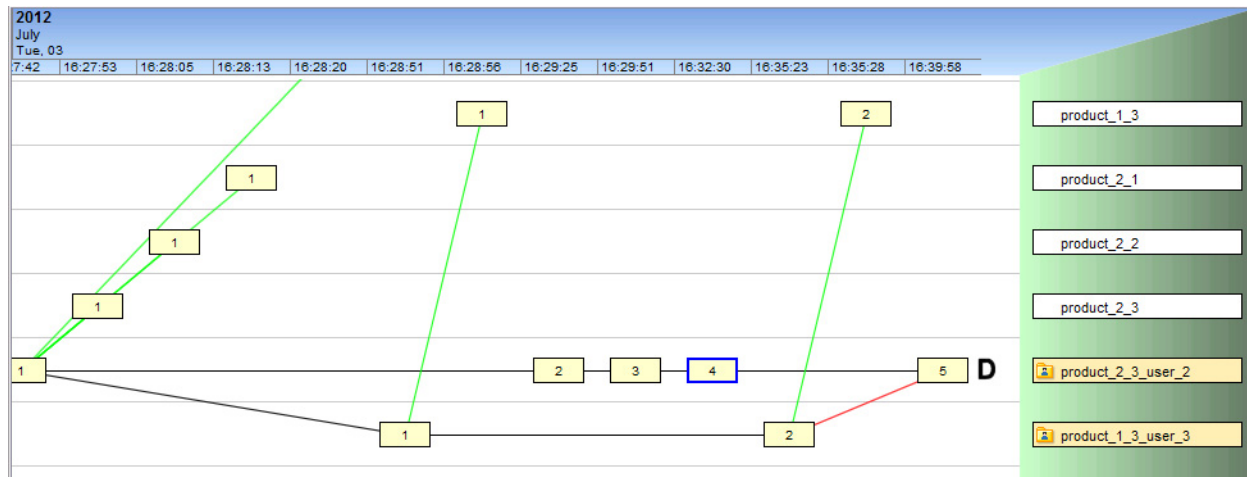 2012
July
Tue, 03
7:42 16:27:53 16:28:05 16:28:13 16:28:20 16:28:51 16:28:56 16:29:25 16:29:51 16:32:30 16:35:23 16:35:28 16:39:58
1 2 product_1_3
1 product_2_1
1 product_2_2
1 product_2_3
1 2 3 4 5 D product_2_3_user_2
1 2 product_1_3_user_3